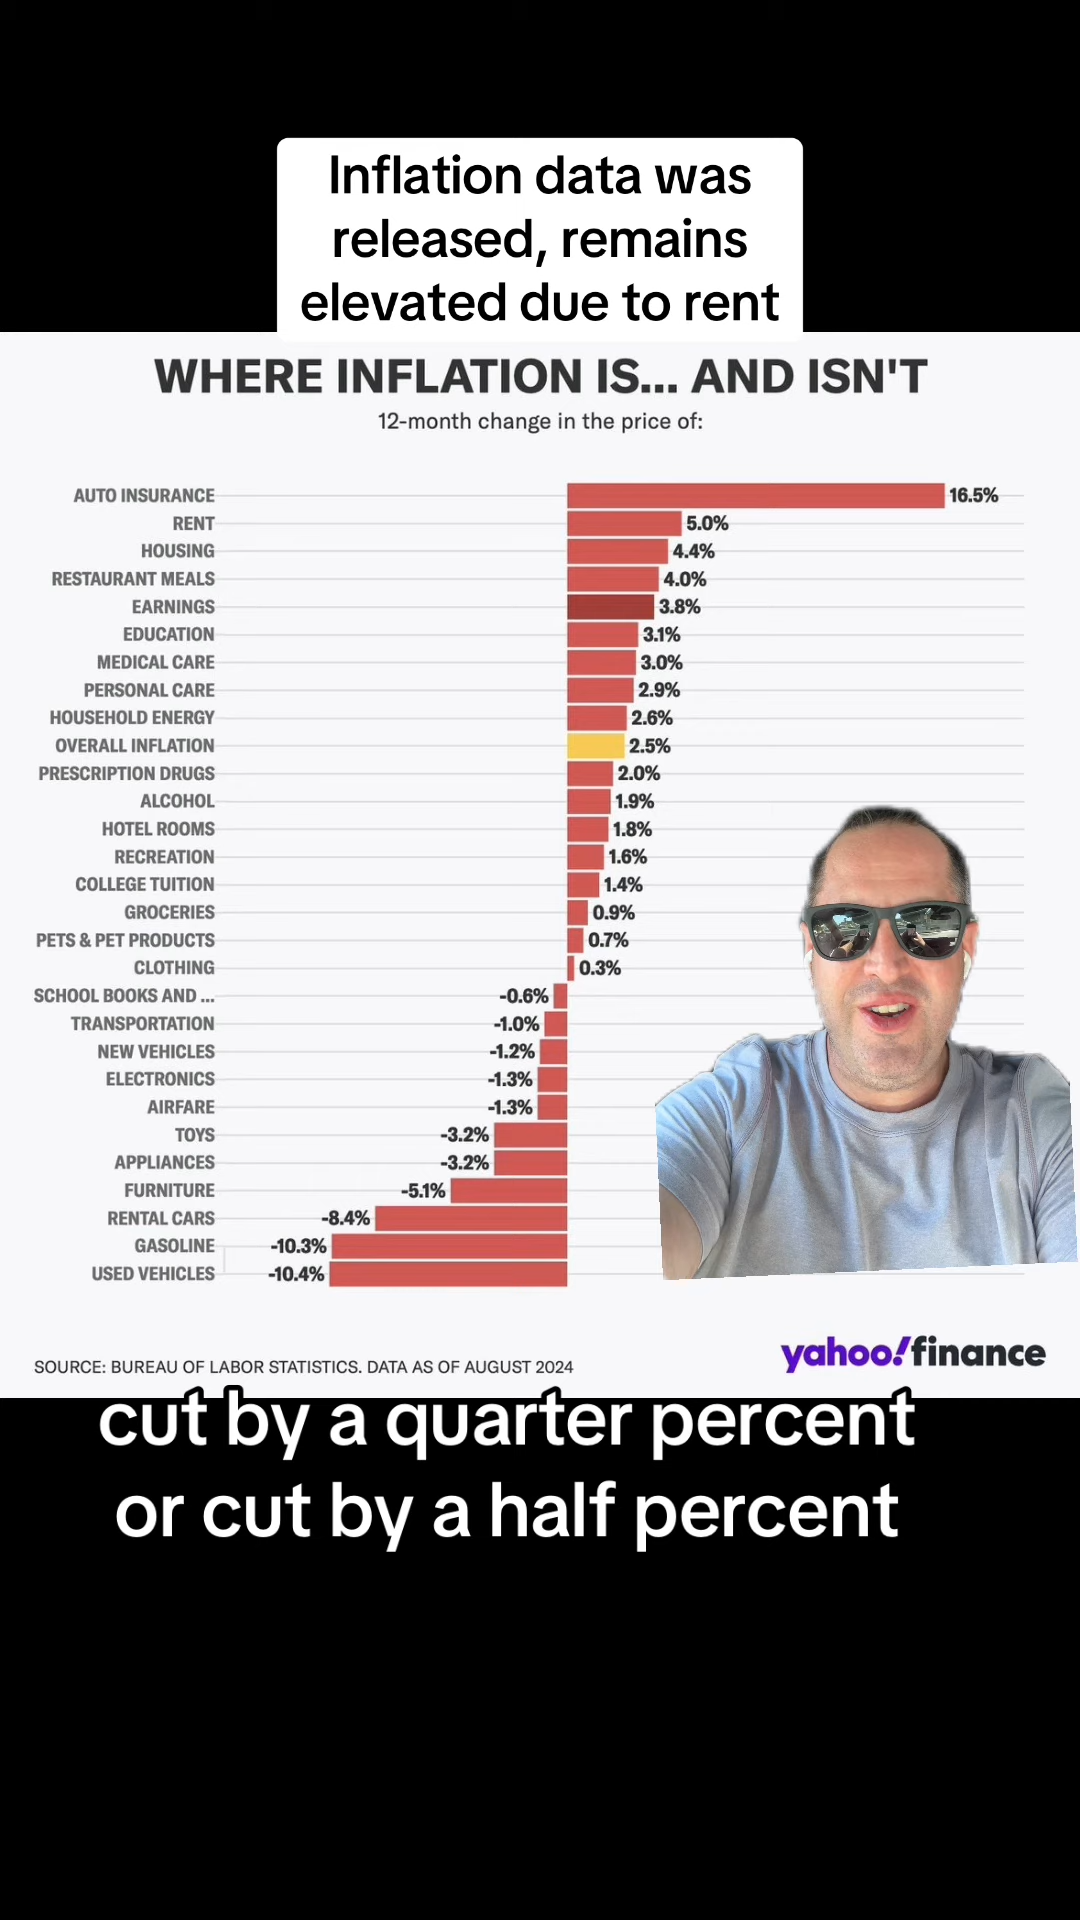 Inflation data was
released, remains
elevated due to rent
WHERE INFLATION IS... AND ISN'T
12-month change in the price of:
AUTO INSURANCE 16.5%
RENT 5.0%
HOUSING 4.4%
RESTAURANT MEALS 4.0%
EARNINGS 3.8%
EDUCATION 3.1%
MEDICAL CARE 3.0%
PERSONAL CARE 2.9%
HOUSEHOLD ENERGY 2.6%
OVERALL INFLATION 2.5%
PRESCRIPTION DRUGS 2.0%
ALCOHOL 1.9%
HOTEL ROOMS 1.8%
RECREATION 1.6%
COLLEGE TUITION 1.4%
GROCERIES 0.9%
PETS & PET PRODUCTS 0.7%
CLOTHING 0.3%
SCHOOL BOOKS AND ... -0.6%
TRANSPORTATION -1.0%
NEW VEHICLES -1.2%
ELECTRONICS -1.3%
AIRFARE -1.3%
TOYS -3.2%
APPLIANCES -3.2%
FURNITURE -5.1%
RENTAL CARS -8.4%
GASOLINE -10.3%
USED VEHICLES -10.4%
yahoo!finance
SOURCE: BUREAU OF LABOR STATISTICS. DATA AS OF AUGUST 2024
cut by a quarter percent
or cut by a half percent